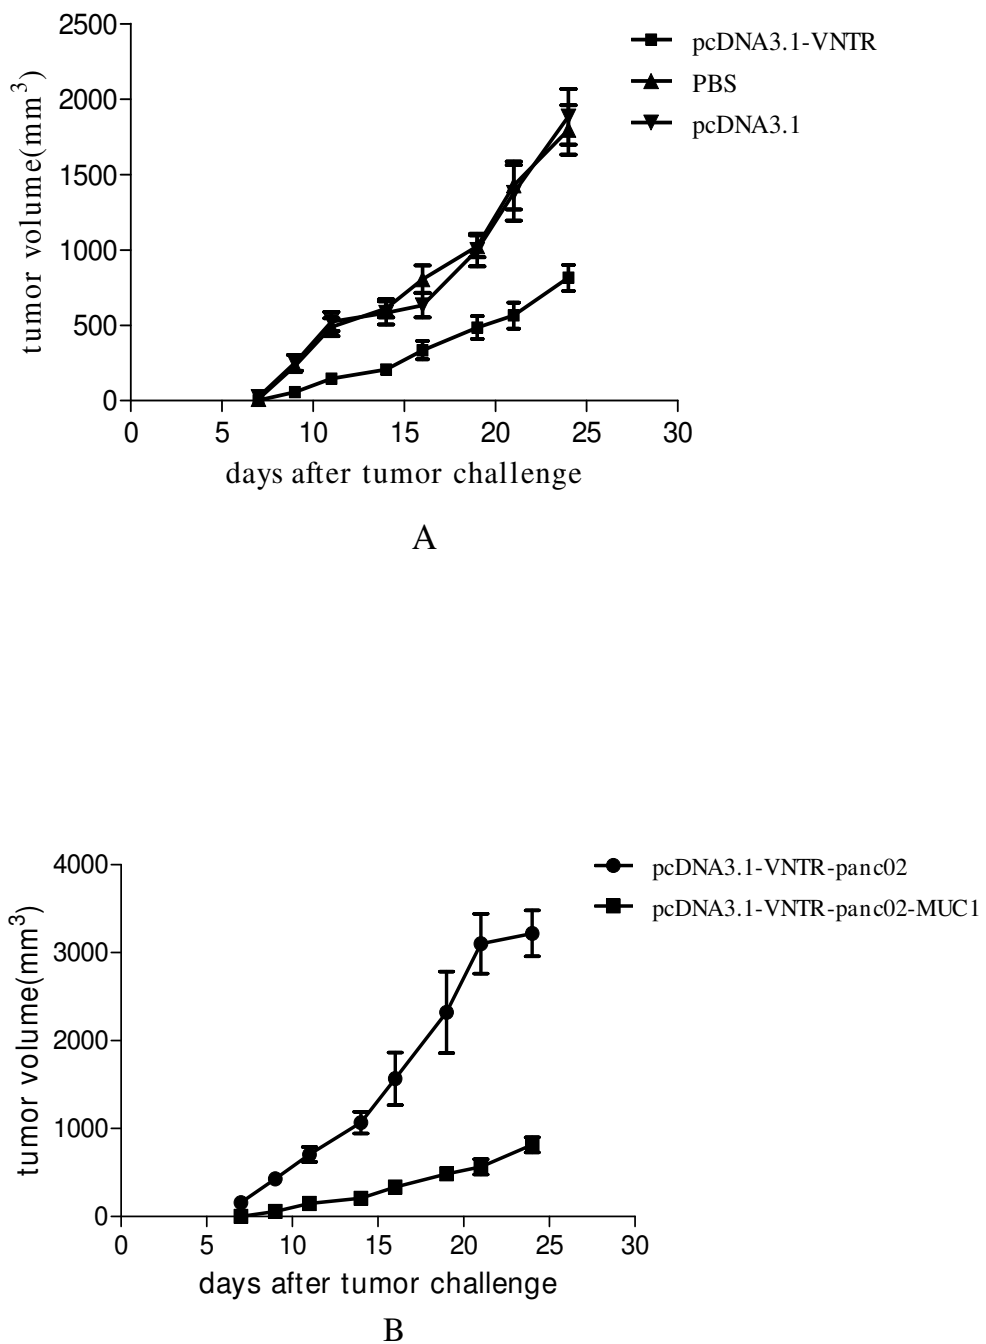 2500
2000
1500
1000
500
0
tumor volume(mm³)
0 5 10 15 20 25 30
days after tumor challenge
pcDNA3.1-VNTR
PBS
pcDNA3.1
A
4000
3000
2000
1000
0
tumor volume(mm³)
0 5 10 15 20 25 30
days after tumor challenge
pcDNA3.1-VNTR-panc02
pcDNA3.1-VNTR-panc02-MUC1
B